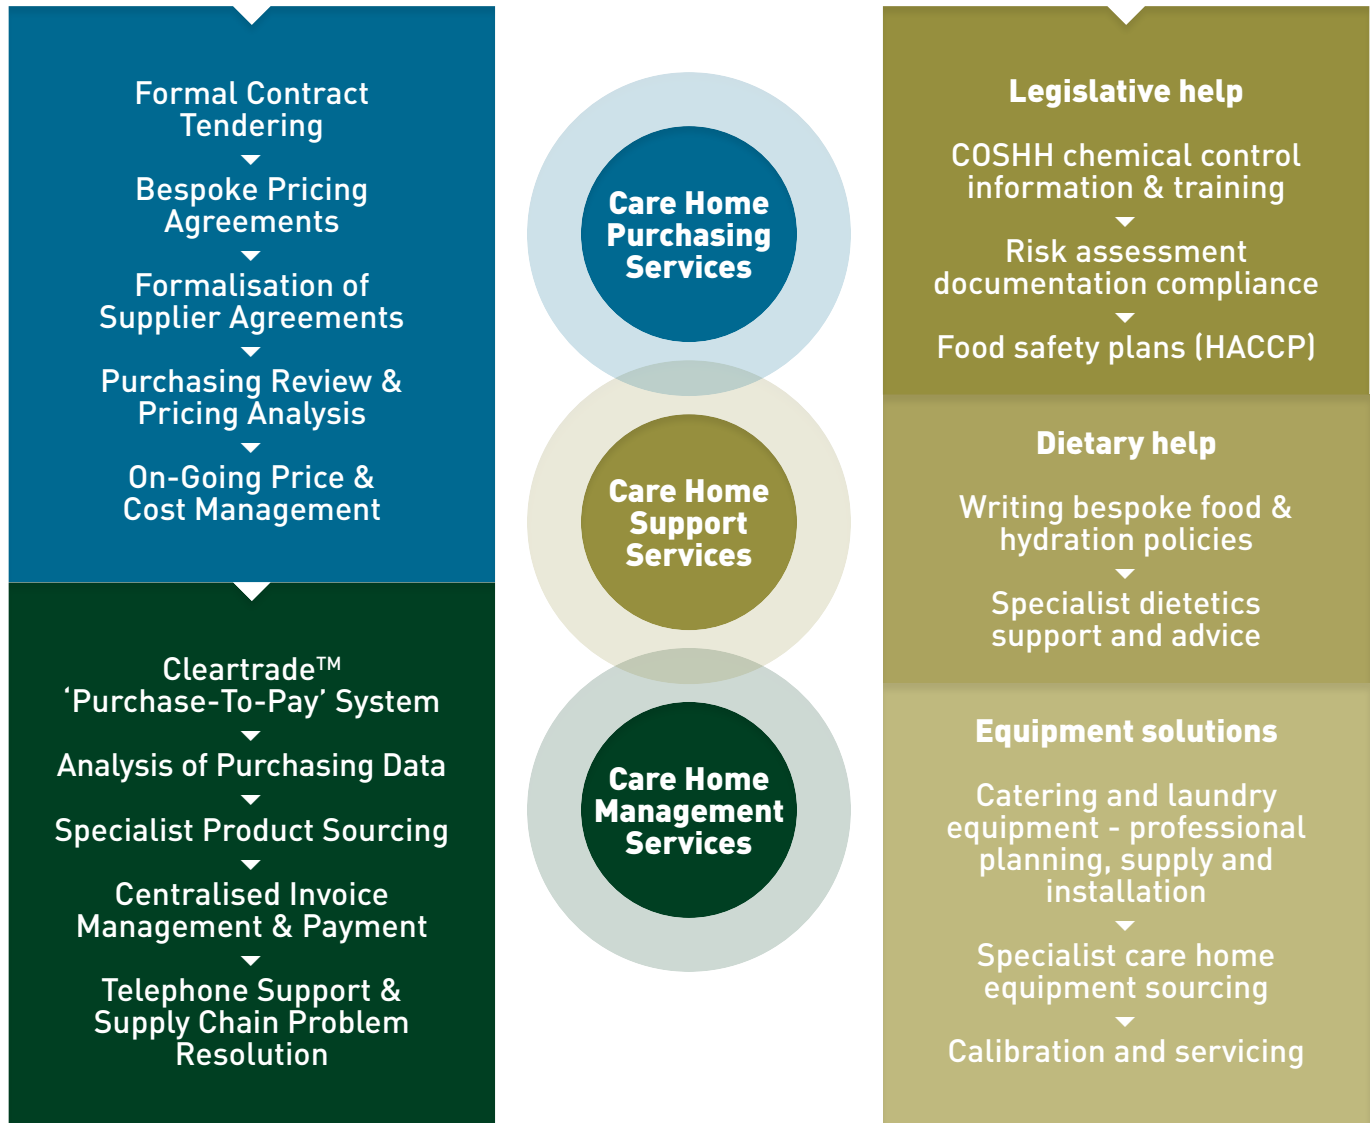 Formal Contract
Tendering
Bespoke Pricing
Agreements
Formalisation of
Supplier Agreements
Purchasing Review &
Pricing Analysis
On-Going Price &
Cost Management
Cleartrade™
‘Purchase-To-Pay’ System
Analysis of Purchasing Data
Specialist Product Sourcing
Centralised Invoice
Management & Payment
Telephone Support &
Supply Chain Problem
Resolution
Care Home
Purchasing
Services
Care Home
Support
Services
Care Home
Management
Services
Legislative help
COSHH chemical control
information & training
Risk assessment
documentation compliance
Food safety plans (HACCP)
Dietary help
Writing bespoke food &
hydration policies
Specialist dietetics
support and advice
Equipment solutions
Catering and laundry
equipment - professional
planning, supply and
installation
Specialist care home
equipment sourcing
Calibration and servicing